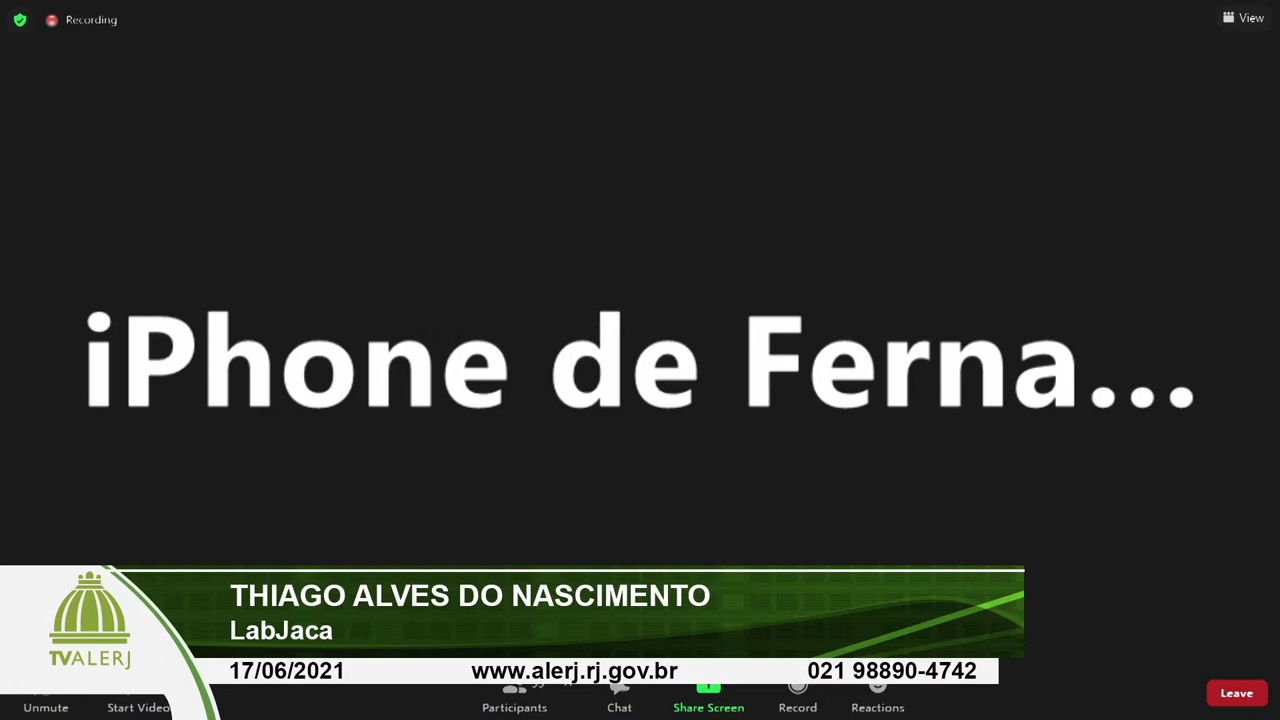 Recording
View
iPhone de Ferna...
THIAGO ALVES DO NASCIMENTO
LabJaca
TVALERJ
17/06/2021 www.alerj.rj.gov.br 021 98890-4742
Unmute Start Video Participants Chat Share Screen Record Reactions Leave